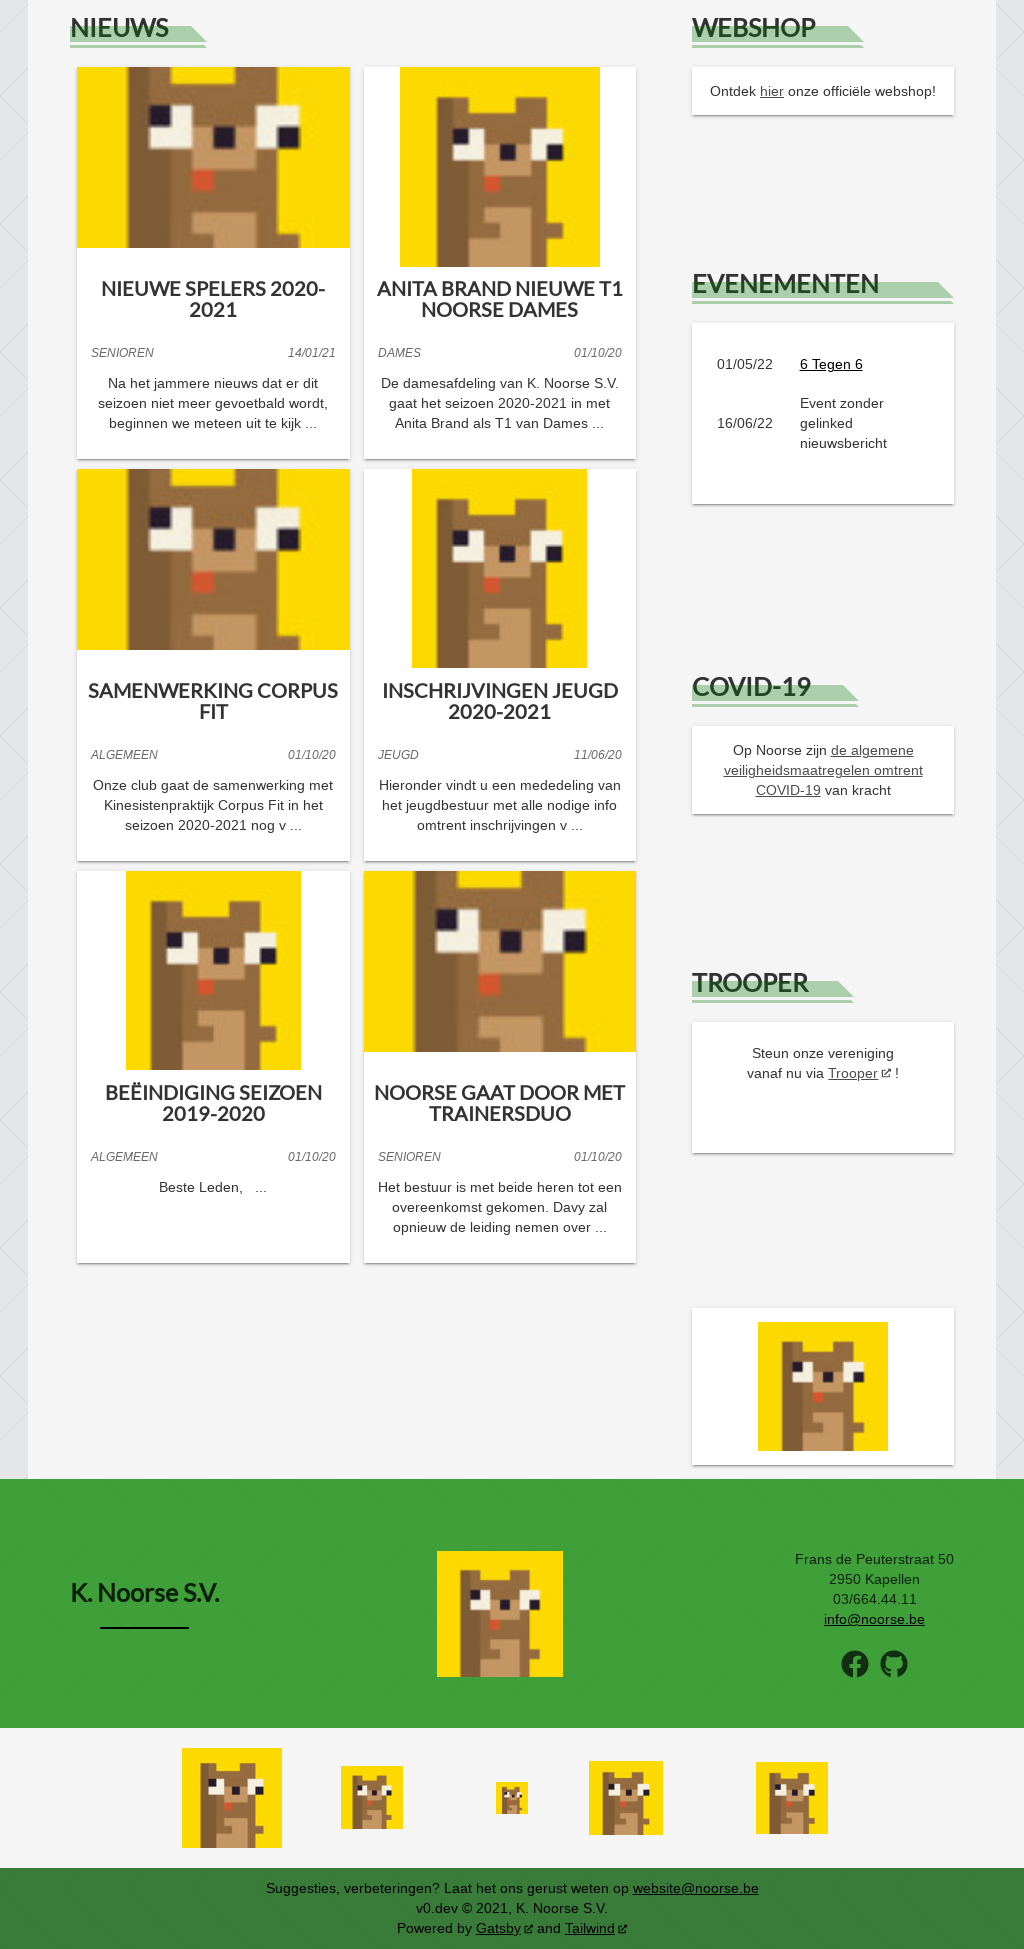 NIEUWS
NIEUWE SPELERS 2020-
2021
SENIOREN 14/01/21
Na het jammere nieuws dat er dit
seizoen niet meer gevoetbald wordt,
beginnen we meteen uit te kijk ...
ANITA BRAND NIEUWE T1
NOORSE DAMES
DAMES 01/10/20
De damesafdeling van K. Noorse S.V.
gaat het seizoen 2020-2021 in met
Anita Brand als T1 van Dames ...
SAMENWERKING CORPUS
FIT
ALGEMEEN 01/10/20
Onze club gaat de samenwerking met
Kinesistenpraktijk Corpus Fit in het
seizoen 2020-2021 nog v ...
INSCHRIJVINGEN JEUGD
2020-2021
JEUGD 11/06/20
Hieronder vindt u een mededeling van
het jeugdbestuur met alle nodige info
omtrent inschrijvingen v ...
BEËINDIGING SEIZOEN
2019-2020
ALGEMEEN 01/10/20
Beste Leden,   ...
NOORSE GAAT DOOR MET
TRAINERSDUO
SENIOREN 01/10/20
Het bestuur is met beide heren tot een
overeenkomst gekomen. Davy zal
opnieuw de leiding nemen over ...
WEBSHOP
Ontdek hier onze officiële webshop!
EVENEMENTEN
01/05/22 6 Tegen 6
16/06/22 Event zonder
gelinked
nieuwsbericht
COVID-19
Op Noorse zijn de algemene
veiligheidsmaatregelen omtrent
COVID-19 van kracht
TROOPER
Steun onze vereniging
vanaf nu via Trooper !
K. Noorse S.V.
Frans de Peuterstraat 50
2950 Kapellen
03/664.44.11
info@noorse.be
Suggesties, verbeteringen? Laat het ons gerust weten op website@noorse.be
v0.dev © 2021, K. Noorse S.V.
Powered by Gatsby and Tailwind